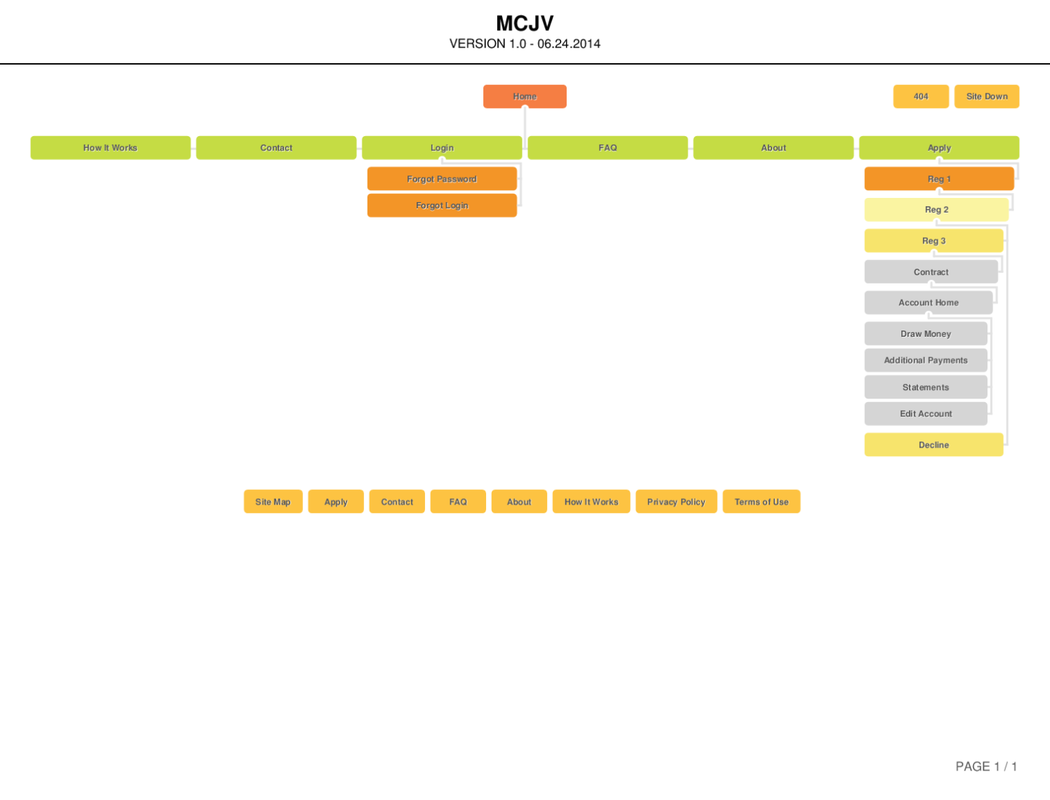 MCJV
VERSION 1.0 - 06.24.2014
Home
404
Site Down
How It Works
Contact
Login
FAQ
About
Apply
Forgot Password
Forgot Login
Reg 1
Reg 2
Reg 3
Contract
Account Home
Draw Money
Additional Payments
Statements
Edit Account
Decline
Site Map
Apply
Contact
FAQ
About
How It Works
Privacy Policy
Terms of Use
PAGE 1 / 1